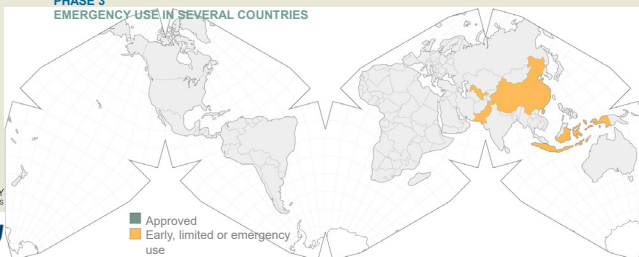 PHASE 3
EMERGENCY USE IN SEVERAL COUNTRIES
Approved
Early, limited or emergency
use